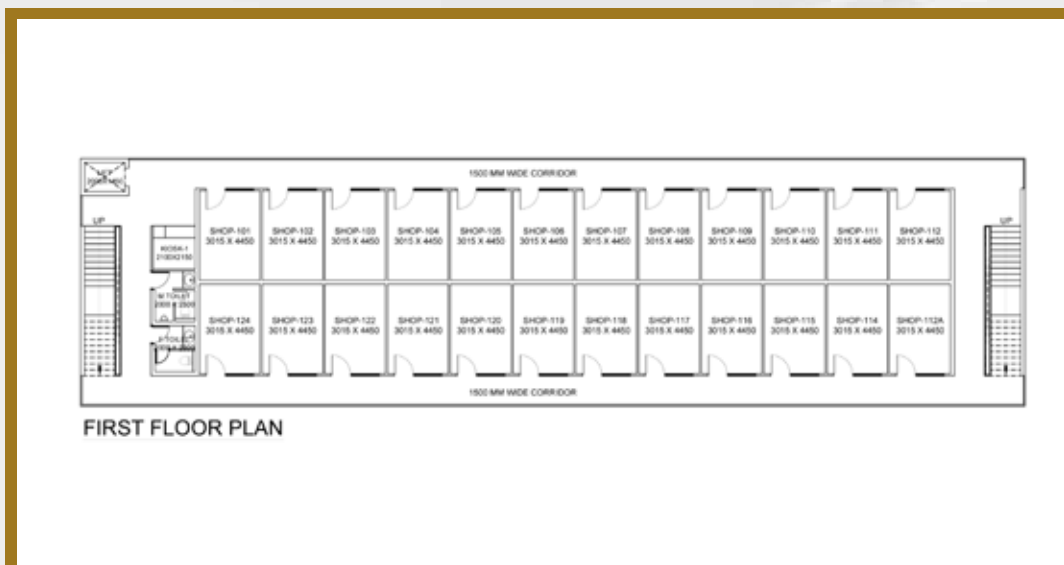 LIFT
1500 MM WIDE CORRIDOR
UP
UP
SHOP-101
3015 X 4450
SHOP-102
3015 X 4450
SHOP-103
3015 X 4450
SHOP-104
3015 X 4450
SHOP-105
3015 X 4450
SHOP-106
3015 X 4450
SHOP-107
3015 X 4450
SHOP-108
3015 X 4450
SHOP-109
3015 X 4450
SHOP-110
3015 X 4450
SHOP-111
3015 X 4450
SHOP-112
3015 X 4450
KIOSK-1
2100X2150
M TOILET
SHOP-124
3015 X 4450
SHOP-123
3015 X 4450
SHOP-122
3015 X 4450
SHOP-121
3015 X 4450
SHOP-120
3015 X 4450
SHOP-119
3015 X 4450
SHOP-118
3015 X 4450
SHOP-117
3015 X 4450
SHOP-116
3015 X 4450
SHOP-115
3015 X 4450
SHOP-114
3015 X 4450
SHOP-112A
3015 X 4450
F TOILET
1500 MM WIDE CORRIDOR
FIRST FLOOR PLAN